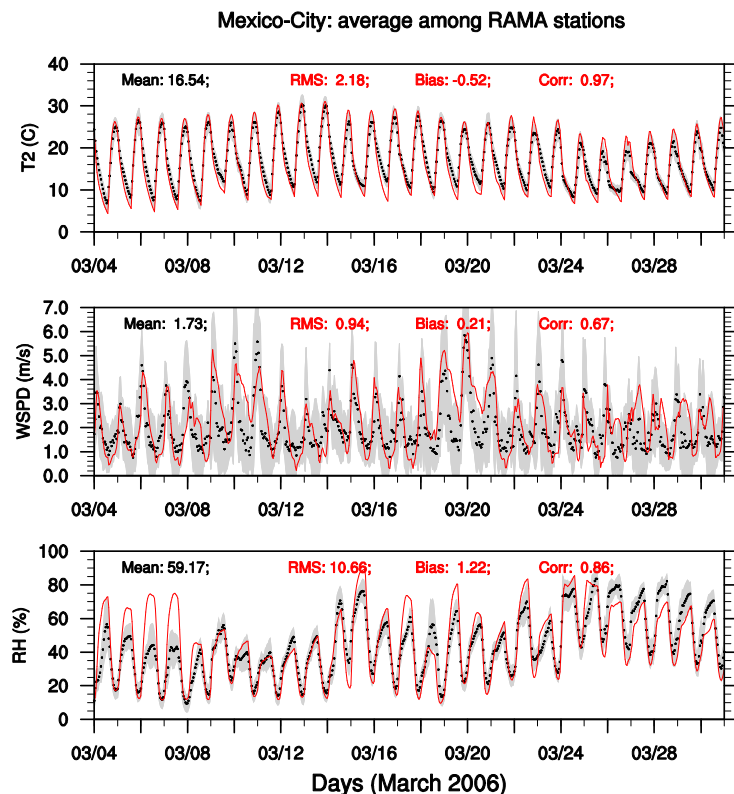 Mexico-City: average among RAMA stations
T2 (C)
40
30
20
10
0
Mean: 16.54; RMS: 2.18; Bias: -0.52; Corr: 0.97;
03/04 03/08 03/12 03/16 03/20 03/24 03/28
WSPD (m/s)
7.0
6.0
5.0
4.0
3.0
2.0
1.0
0.0
Mean: 1.73; RMS: 0.94; Bias: 0.21; Corr: 0.67;
03/04 03/08 03/12 03/16 03/20 03/24 03/28
RH (%)
100
80
60
40
20
0
Mean: 59.17; RMS: 10.66; Bias: 1.22; Corr: 0.86;
03/04 03/08 03/12 03/16 03/20 03/24 03/28
Days (March 2006)